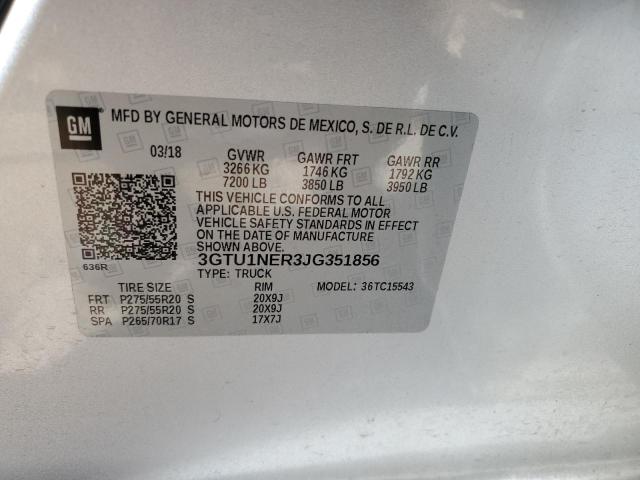 GM
MFD BY GENERAL MOTORS DE MEXICO, S. DE R.L. DE C.V.
03/18 GVWR GAWR FRT GAWR RR
3266 KG 1746 KG 1792 KG
7200 LB 3850 LB 3950 LB
THIS VEHICLE CONFORMS TO ALL
APPLICABLE U.S. FEDERAL MOTOR
VEHICLE SAFETY STANDARDS IN EFFECT
ON THE DATE OF MANUFACTURE
SHOWN ABOVE.
636R 3GTU1NER3JG351856
TYPE: TRUCK
TIRE SIZE RIM MODEL: 36TC15543
FRT P275/55R20 S 20X9J
RR P275/55R20 S 20X9J
SPA P265/70R17 S 17X7J